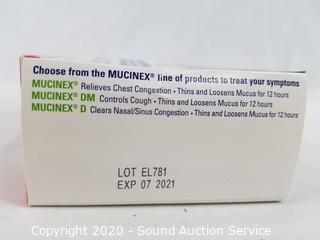 Choose from the MUCINEX® line of products to treat your symptoms
MUCINEX® Relieves Chest Congestion • Thins and Loosens Mucus for 12 hours
MUCINEX® DM Controls Cough • Thins and Loosens Mucus for 12 hours
MUCINEX® D Clears Nasal/Sinus Congestion • Thins and Loosens Mucus for 12 hours
LOT EL781
EXP 07 2021
Copyright 2020 - Sound Auction Service